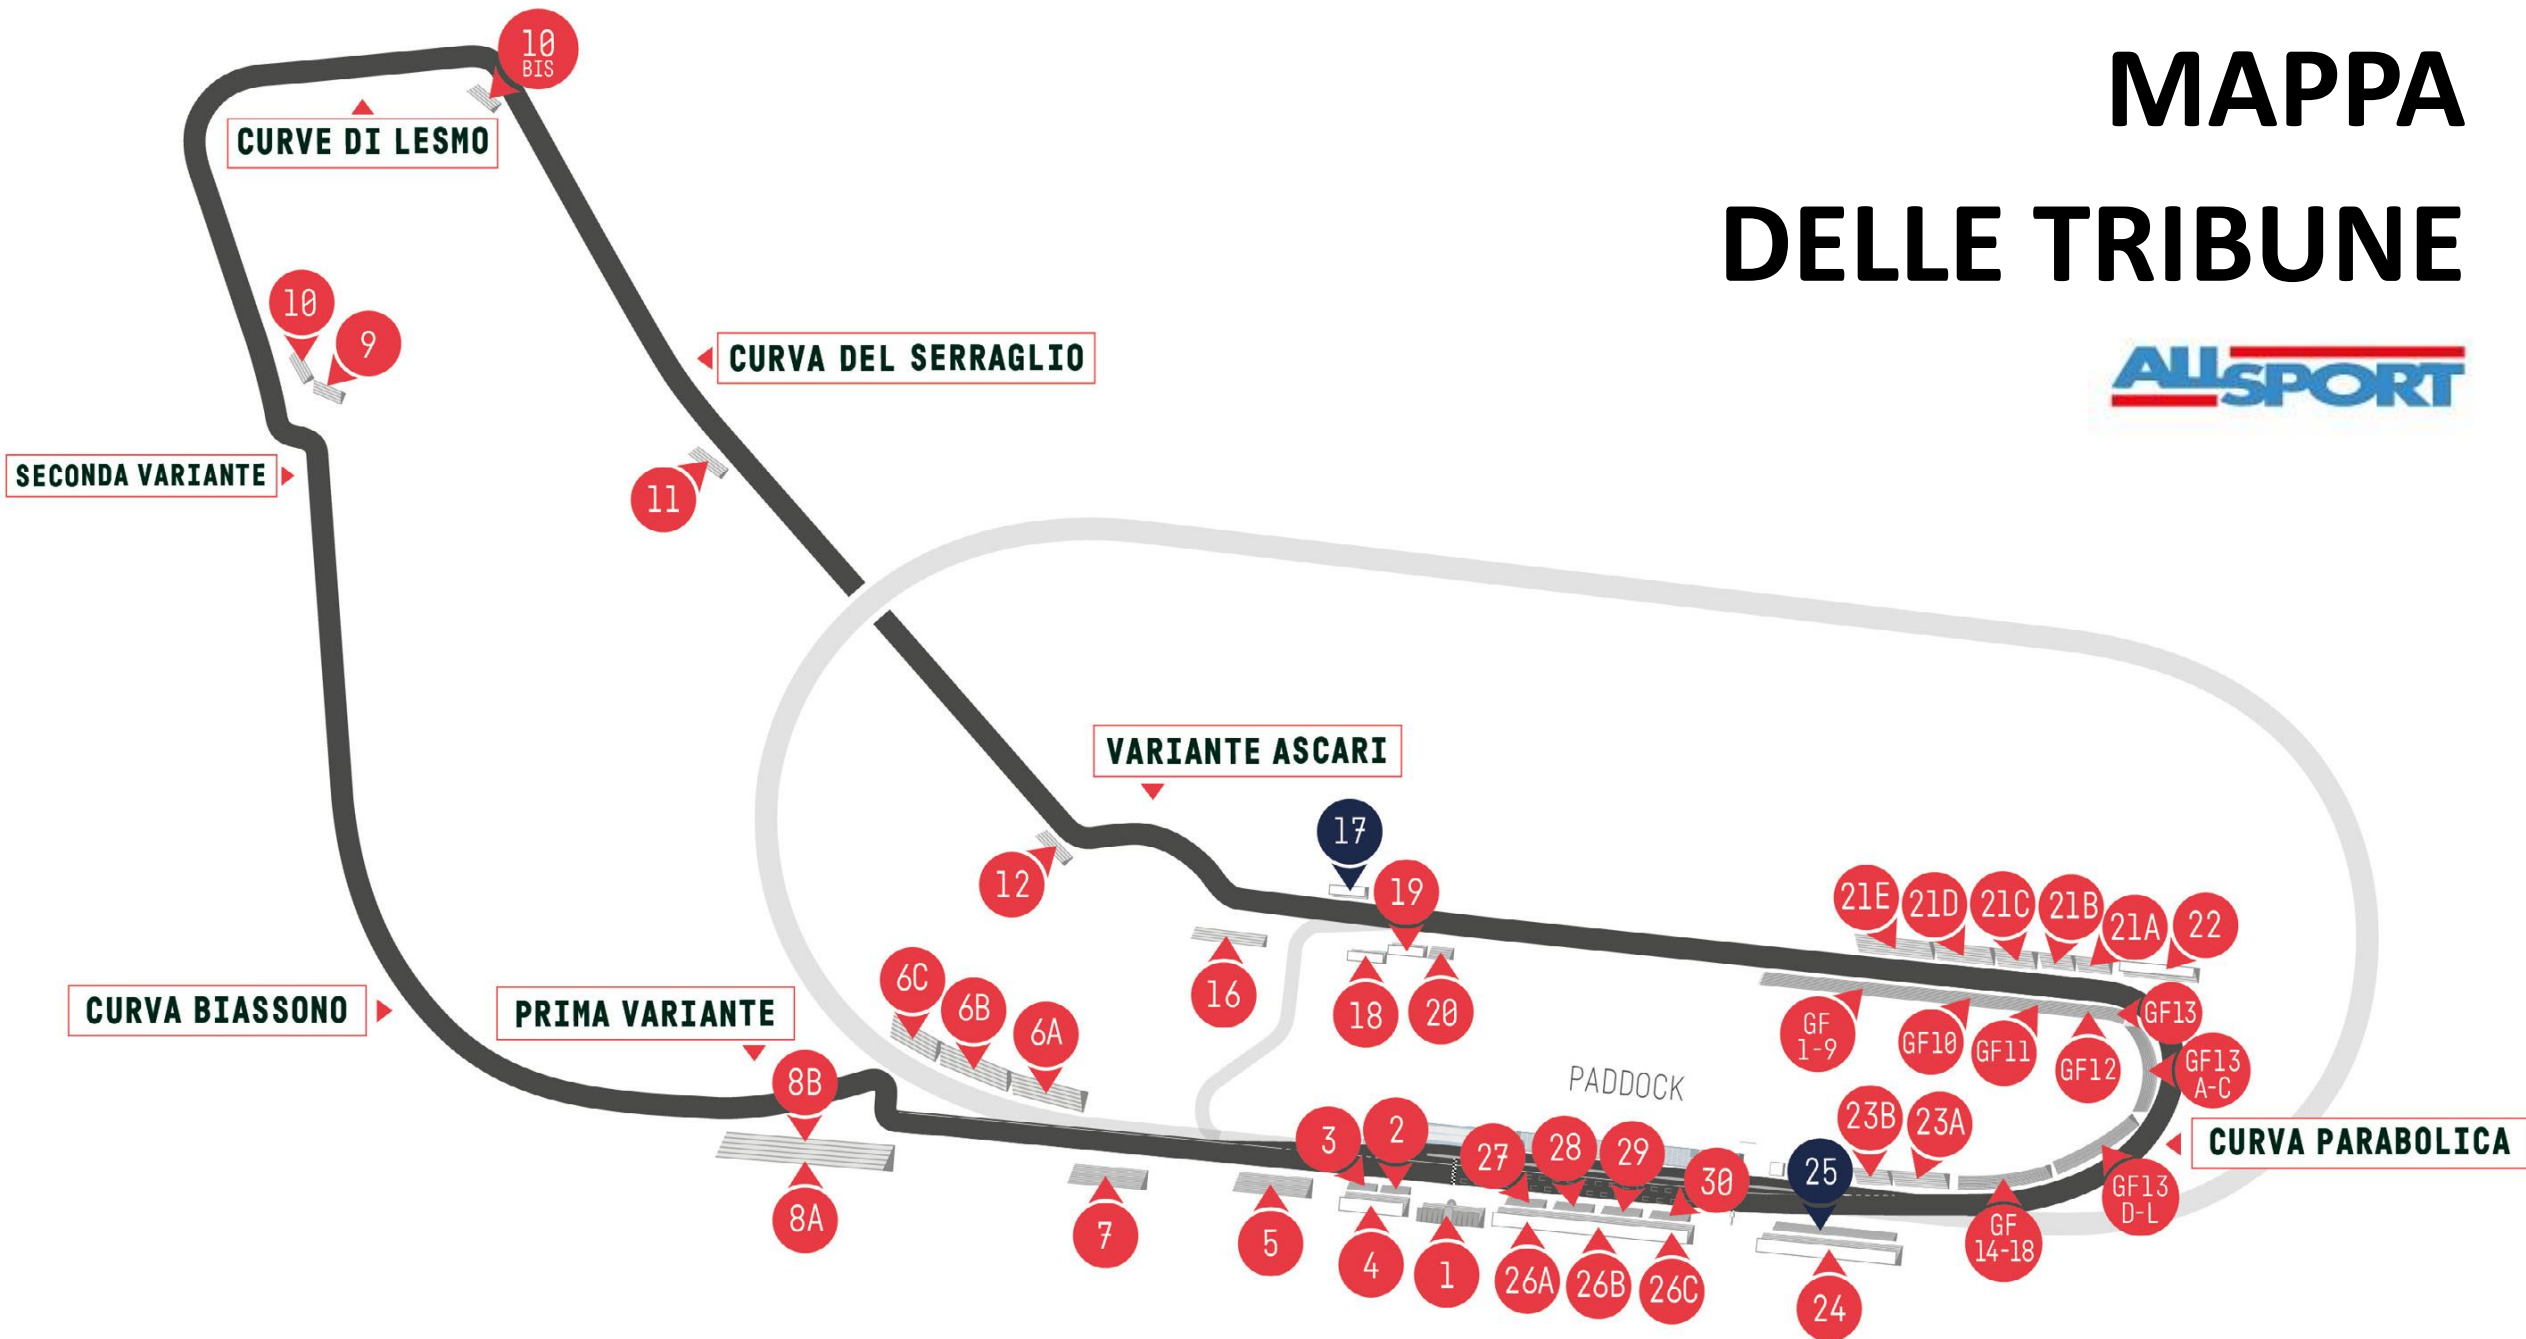 MAPPA
DELLE TRIBUNE
ALLSPORT
10
BIS
CURVE DI LESMO
10
9
CURVA DEL SERRAGLIO
SECONDA VARIANTE
11
VARIANTE ASCARI
17
19
12
21E
21D
21C
21B
21A
22
6C
6B
6A
16
18
20
GF
1-9
GF10
GF11
GF12
GF13
GF13
A-C
CURVA BIASSONO
PRIMA VARIANTE
8B
PADDOCK
3
2
27
28
29
30
25
23B
23A
CURVA PARABOLICA
GF13
D-L
8A
7
5
4
1
26A
26B
26C
24
GF
14-18